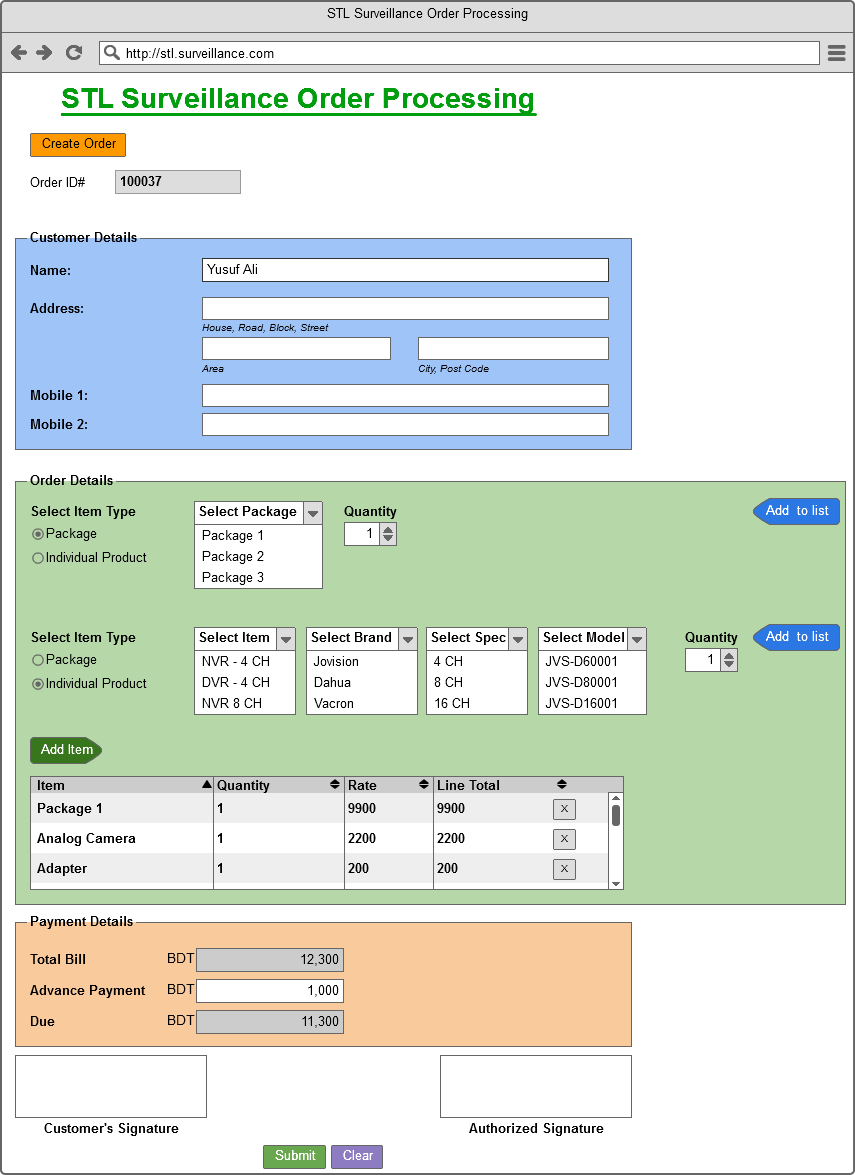 STL Surveillance Order Processing
http://stl.surveillance.com
STL Surveillance Order Processing
Create Order
Order ID# 100037
Customer Details
Name: Yusuf Ali
Address:
House, Road, Block, Street
Area City, Post Code
Mobile 1:
Mobile 2:
Order Details
Select Item Type Select Package Quantity Add to list
Package 1
Individual Product
Package 1
Package 2
Package 3
Select Item Type Select Item Select Brand Select Spec Select Model Quantity Add to list
Package NVR - 4 CH Jovision 4 CH JVS-D60001 1
Individual Product DVR - 4 CH Dahua 8 CH JVS-D80001
NVR 8 CH Vacron 16 CH JVS-D16001
Add Item
Item Quantity Rate Line Total
Package 1 1 9900 9900 X
Analog Camera 1 2200 2200 X
Adapter 1 200 200 X
Payment Details
Total Bill BDT 12,300
Advance Payment BDT 1,000
Due BDT 11,300
Customer's Signature Authorized Signature
Submit Clear